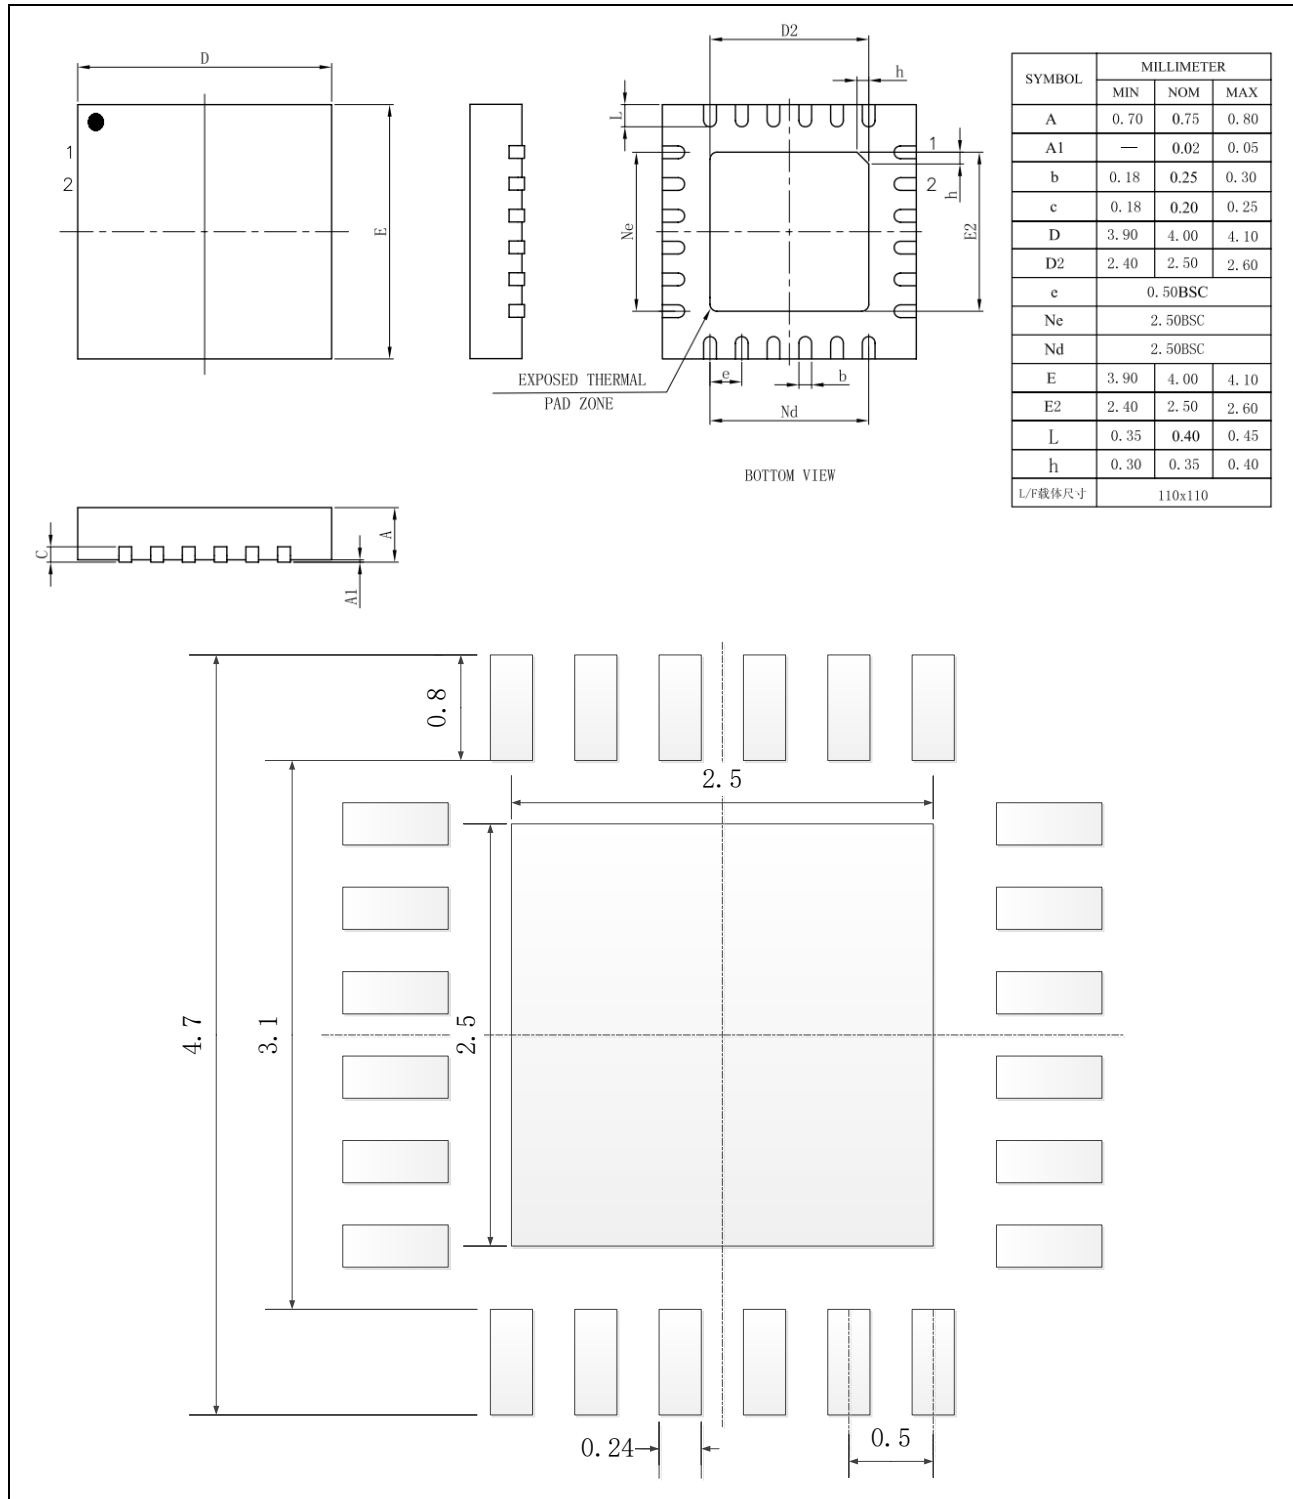 D
1
2
E
D2
h
L
1
2
h
Ne
E2
e
b
Nd
EXPOSED THERMAL
PAD ZONE
BOTTOM VIEW
SYMBOL MILLIMETER
MIN NOM MAX
A 0.70 0.75 0.80
A1 — 0.02 0.05
b 0.18 0.25 0.30
c 0.18 0.20 0.25
D 3.90 4.00 4.10
D2 2.40 2.50 2.60
e 0.50BSC
Ne 2.50BSC
Nd 2.50BSC
E 3.90 4.00 4.10
E2 2.40 2.50 2.60
L 0.35 0.40 0.45
h 0.30 0.35 0.40
L/F载体尺寸 110x110
C
A
A1
0.8
2.5
4.7
3.1
2.5
0.24
0.5